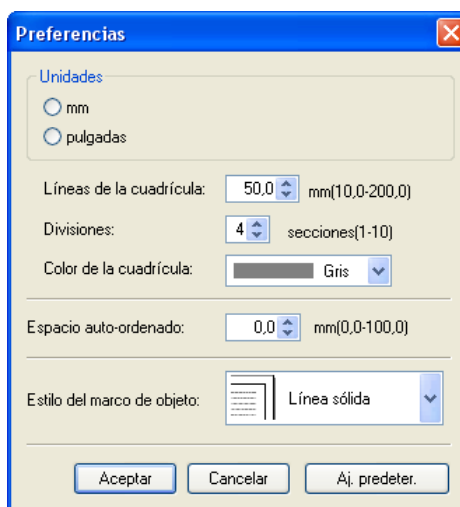 Preferencias
Unidades
mm
pulgadas
Líneas de la cuadrícula: 50,0 mm(10,0-200,0)
Divisiones: 4 secciones(1-10)
Color de la cuadrícula: Gris
Espacio auto-ordenado: 0,0 mm(0,0-100,0)
Estilo del marco de objeto: Línea sólida
Aceptar Cancelar Aj. predeter.